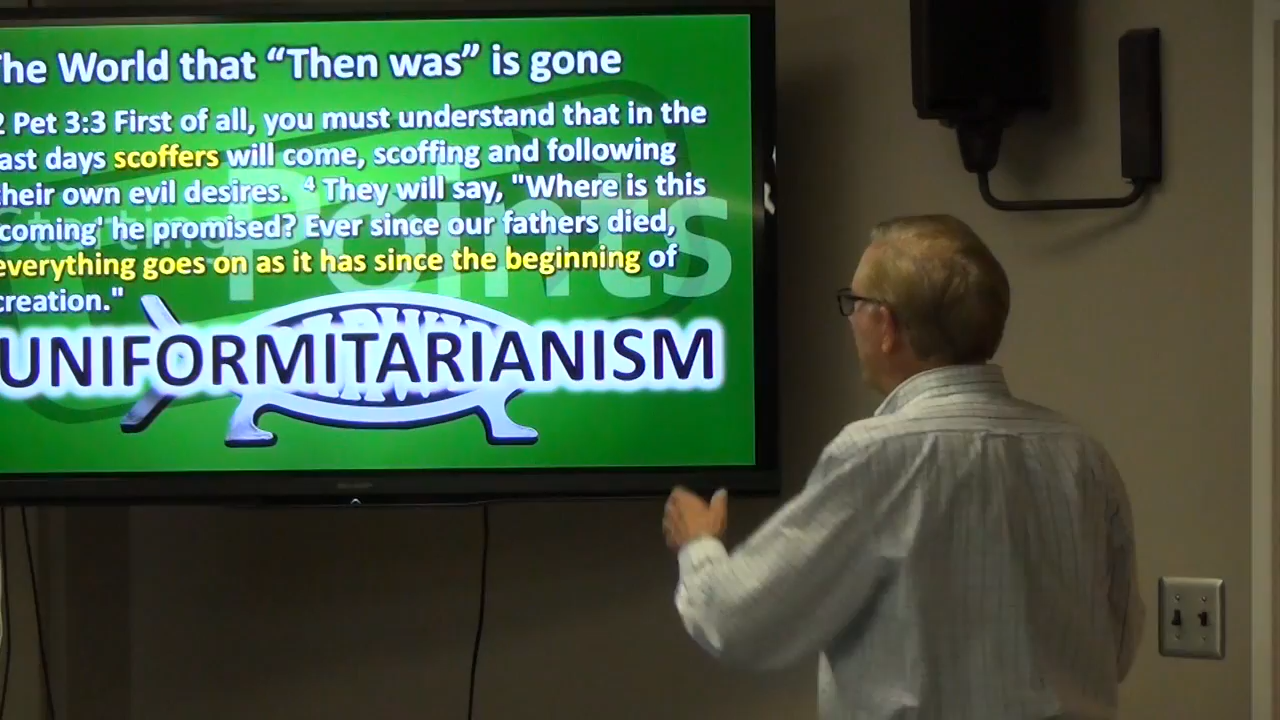 The World that "Then was" is gone
2 Pet 3:3 First of all, you must understand that in the
last days scoffers will come, scoffing and following
their own evil desires. 4 They will say, "Where is this
'coming' he promised? Ever since our fathers died,
everything goes on as it has since the beginning of
creation."
Starting
Points
UNIFORMITARIANISM